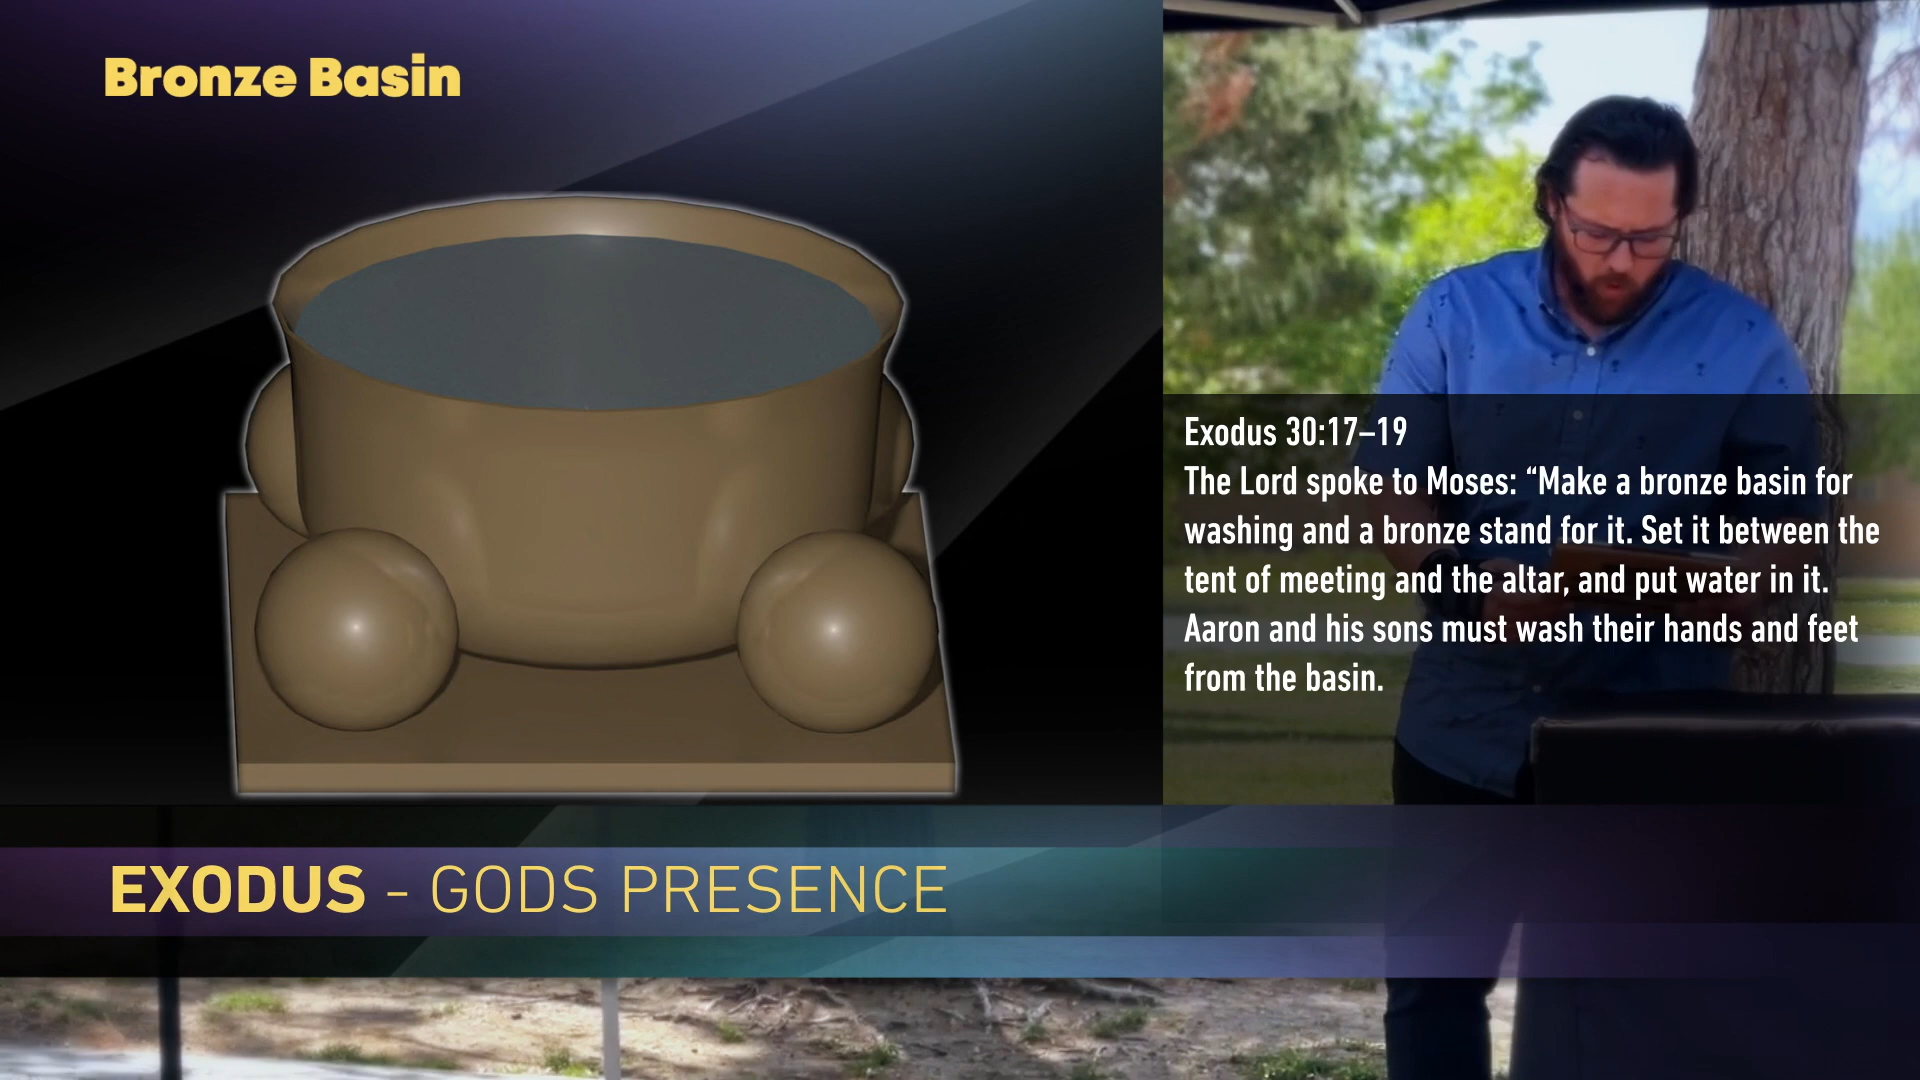 Bronze Basin
Exodus 30:17–19
The Lord spoke to Moses: “Make a bronze basin for
washing and a bronze stand for it. Set it between the
tent of meeting and the altar, and put water in it.
Aaron and his sons must wash their hands and feet
from the basin.
EXODUS - GODS PRESENCE